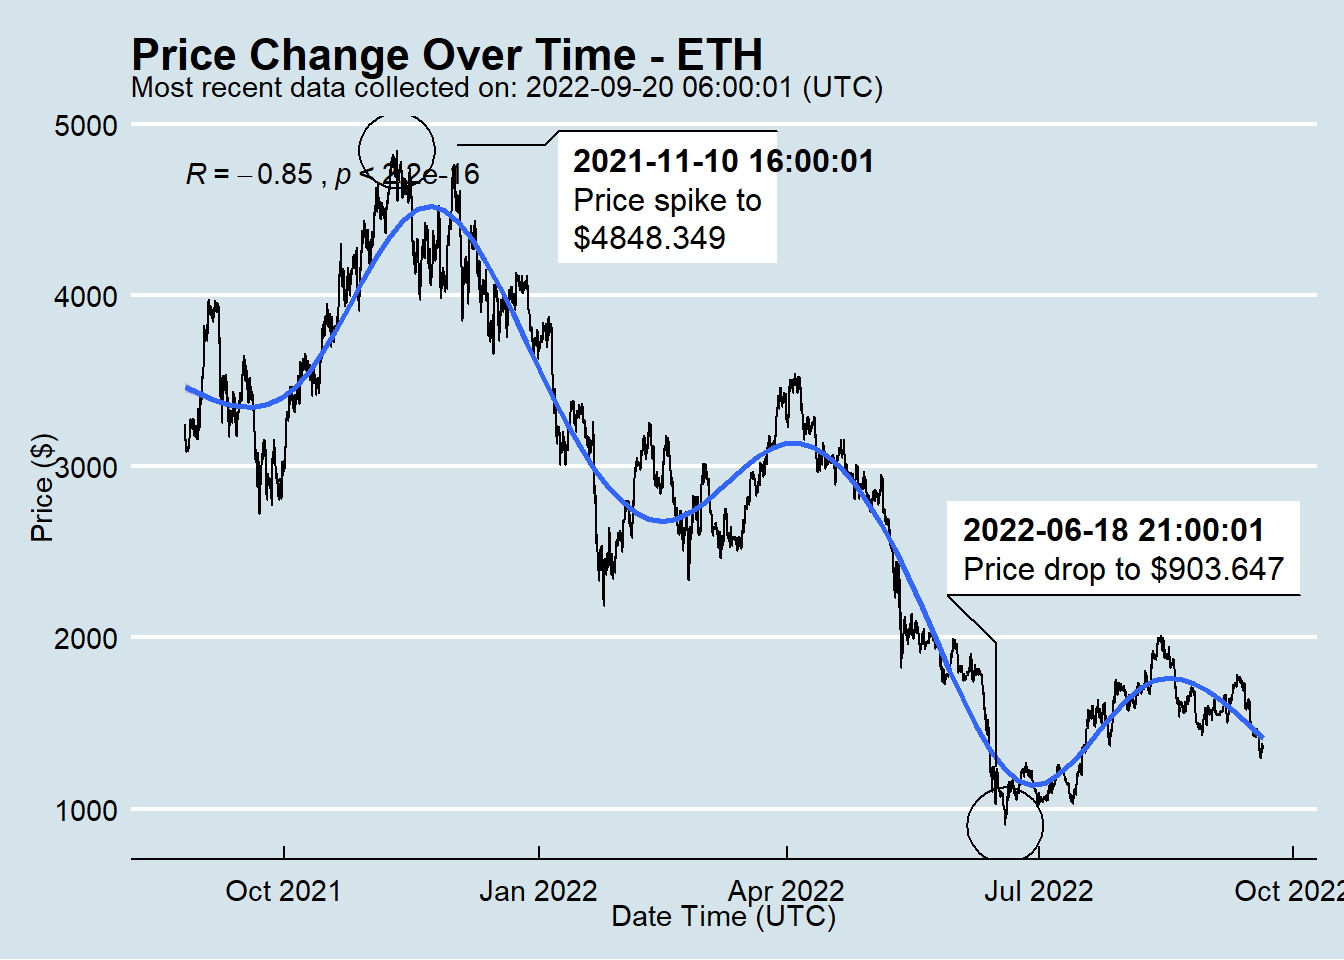 Price Change Over Time - ETH
Most recent data collected on: 2022-09-20 06:00:01 (UTC)
5000
4000
3000
2000
1000
Price ($)
R = −0.85 , p < 2.2e-16
2021-11-10 16:00:01
Price spike to
$4848.349
2022-06-18 21:00:01
Price drop to $903.647
Oct 2021
Jan 2022
Apr 2022
Jul 2022
Oct 2022
Date Time (UTC)